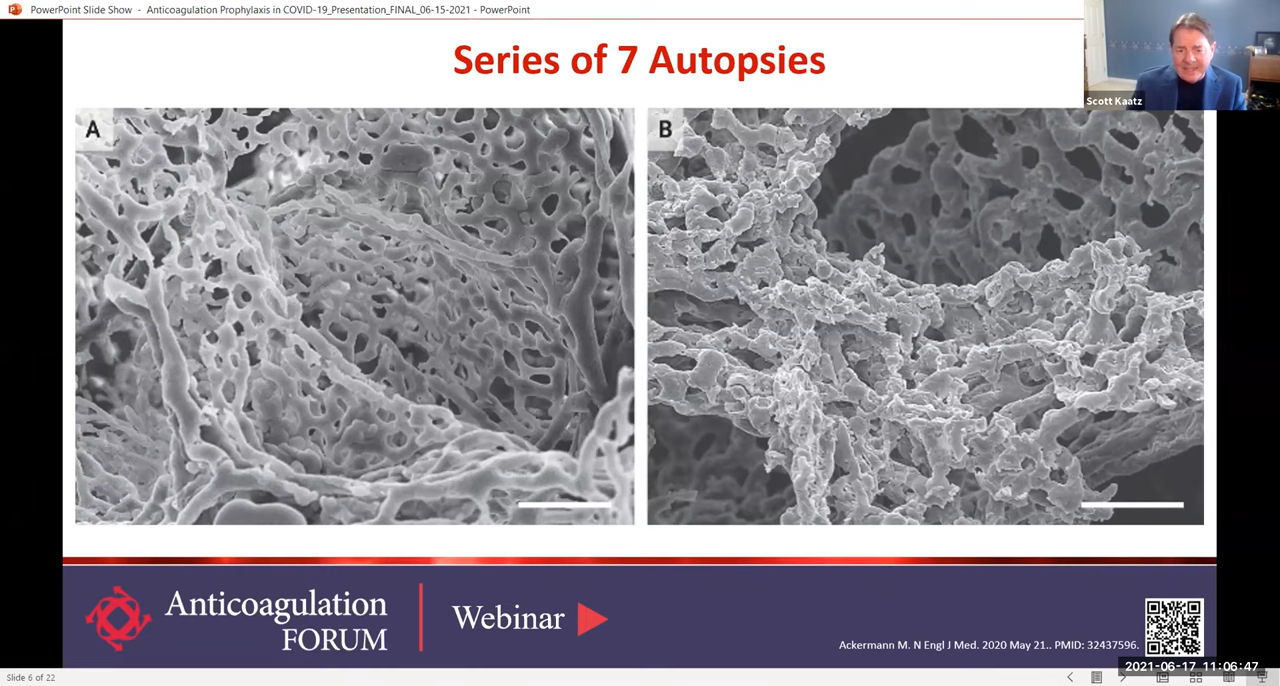 PowerPoint Slide Show - Anticoagulation Prophylaxis in COVID-19_Presentation_FINAL_06-15-2021 - PowerPoint
Series of 7 Autopsies
Scott Kaatz
A
B
Anticoagulation
FORUM
Webinar
Ackermann M. N Engl J Med. 2020 May 21.. PMID: 32437596.
2021-06-17 11:06:47
Slide 6 of 22